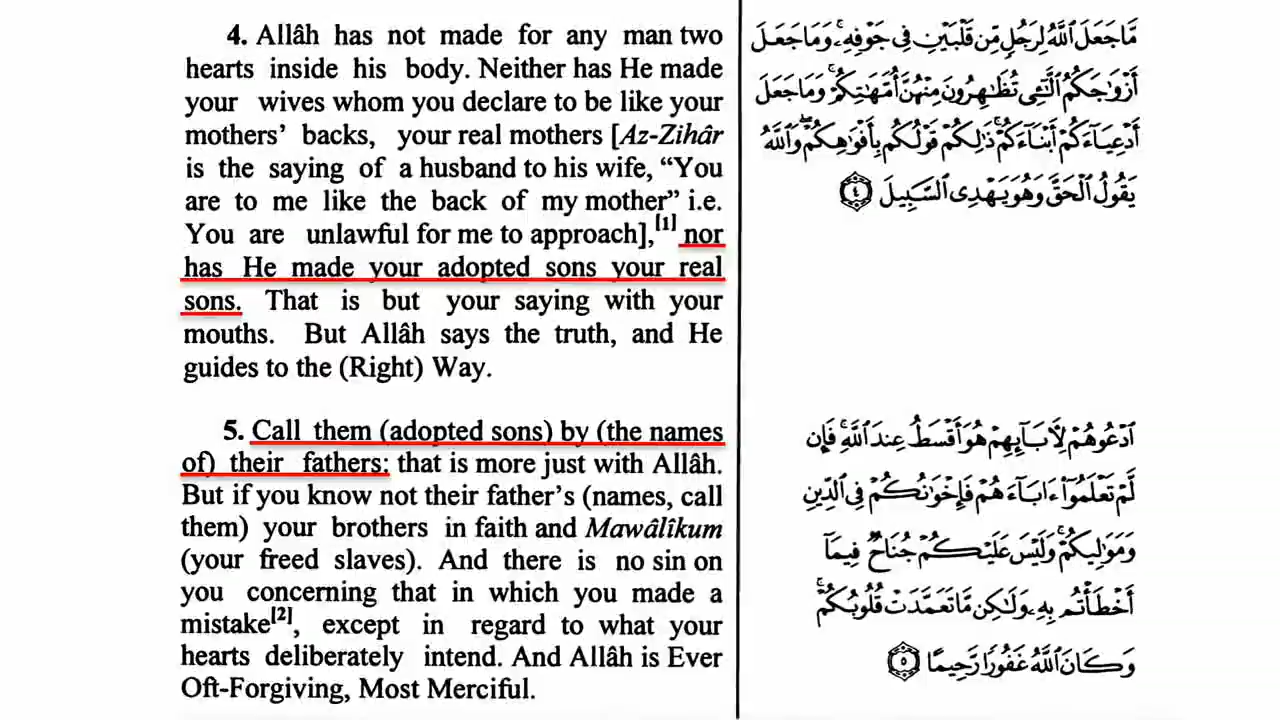 4. Allâh has not made for any man two
hearts inside his body. Neither has He made
your wives whom you declare to be like your
mothers’ backs, your real mothers [Az-Zihâr
is the saying of a husband to his wife, “You
are to me like the back of my mother” i.e.
You are unlawful for me to approach],[1] nor
has He made your adopted sons your real
sons. That is but your saying with your
mouths. But Allâh says the truth, and He
guides to the (Right) Way.
5. Call them (adopted sons) by (the names
of) their fathers; that is more just with Allâh.
But if you know not their father’s (names, call
them) your brothers in faith and Mawâlîkum
(your freed slaves). And there is no sin on
you concerning that in which you made a
mistake[2], except in regard to what your
hearts deliberately intend. And Allâh is Ever
Oft-Forgiving, Most Merciful.
مَّا جَعَلَ ٱللَّهُ لِرَجُلٍ مِّن قَلْبَيْنِ فِى جَوْفِهِۦۚ وَمَا جَعَلَ
أَزْوَٰجَكُمُ ٱلَّـٰٓـِٔى تُظَـٰهِرُونَ مِنْهُنَّ أُمَّهَـٰتِكُمْۚ وَمَا جَعَلَ
أَدْعِيَآءَكُمْ أَبْنَآءَكُمْۚ ذَٰلِكُمْ قَوْلُكُم بِأَفْوَٰهِكُمْۖ وَٱللَّهُ
يَقُولُ ٱلْحَقَّ وَهُوَ يَهْدِى ٱلسَّبِيلَ ٤
ٱدْعُوهُمْ لِـَٔابَآئِهِمْ هُوَ أَقْسَطُ عِندَ ٱللَّهِۚ فَإِن
لَّمْ تَعْلَمُوٓا۟ ءَابَآءَهُمْ فَإِخْوَٰنُكُمْ فِى ٱلدِّينِ
وَمَوَٰلِيكُمْۚ وَلَيْسَ عَلَيْكُمْ جُنَاحٌ فِيمَآ
أَخْطَأْتُم بِهِۦ وَلَـٰكِن مَّا تَعَمَّدَتْ قُلُوبُكُمْۚ
وَكَانَ ٱللَّهُ غَفُورًا رَّحِيمًا ٥